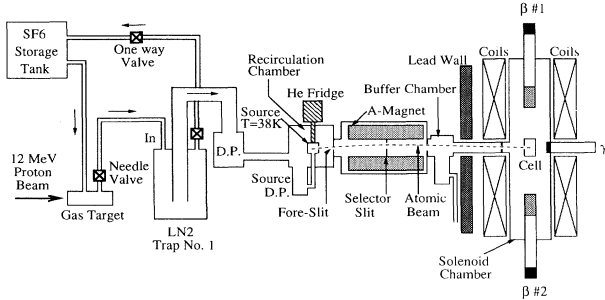 β #1
SF6
Storage
Tank
One way
Valve
Recirculation
Chamber
He Fridge
Source
T=38K
A-Magnet
Lead Wall
Buffer Chamber
Coils
Coils
In
12 MeV
Proton
Beam
Needle
Valve
Gas Target
LN2
Trap No. 1
D.P.
Source
D.P.
Fore-Slit
Selector
Slit
Atomic
Beam
Cell
γ
Solenoid
Chamber
β #2